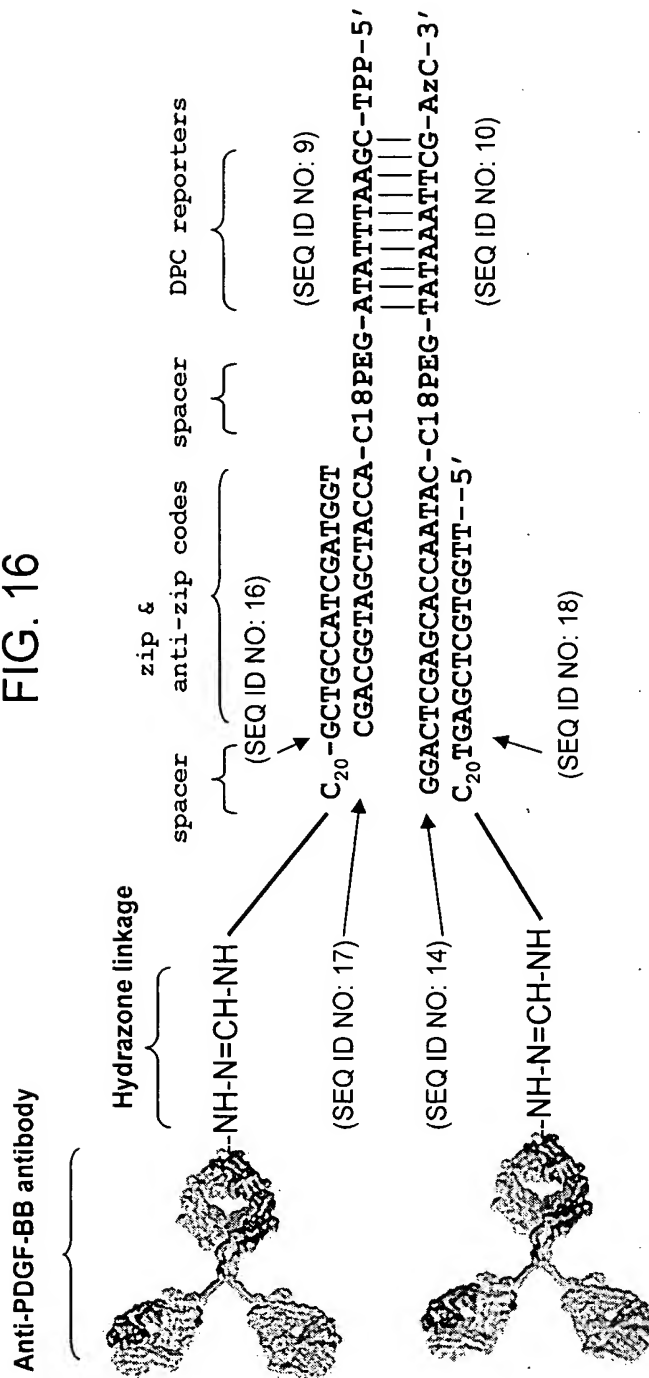 FIG. 16
Anti-PDGF-BB antibody
Hydrazone linkage
spacer
zip &
anti-zip codes
spacer
DPC reporters
(SEQ ID NO: 16)
(SEQ ID NO: 9)
-NH-N=CH-NH
C20-GCTGCCATCGATGGT
CGACGGTAGCTACCA-C18PEG-ATATTTAAGC-TPP-5′
(SEQ ID NO: 17)
(SEQ ID NO: 14)
GGACTCGAGCACCAATAC-C18PEG-TATAAATTCG-AzC-3′
C20TGAGCTCGTGGTT--5′
-NH-N=CH-NH
(SEQ ID NO: 18)
(SEQ ID NO: 10)